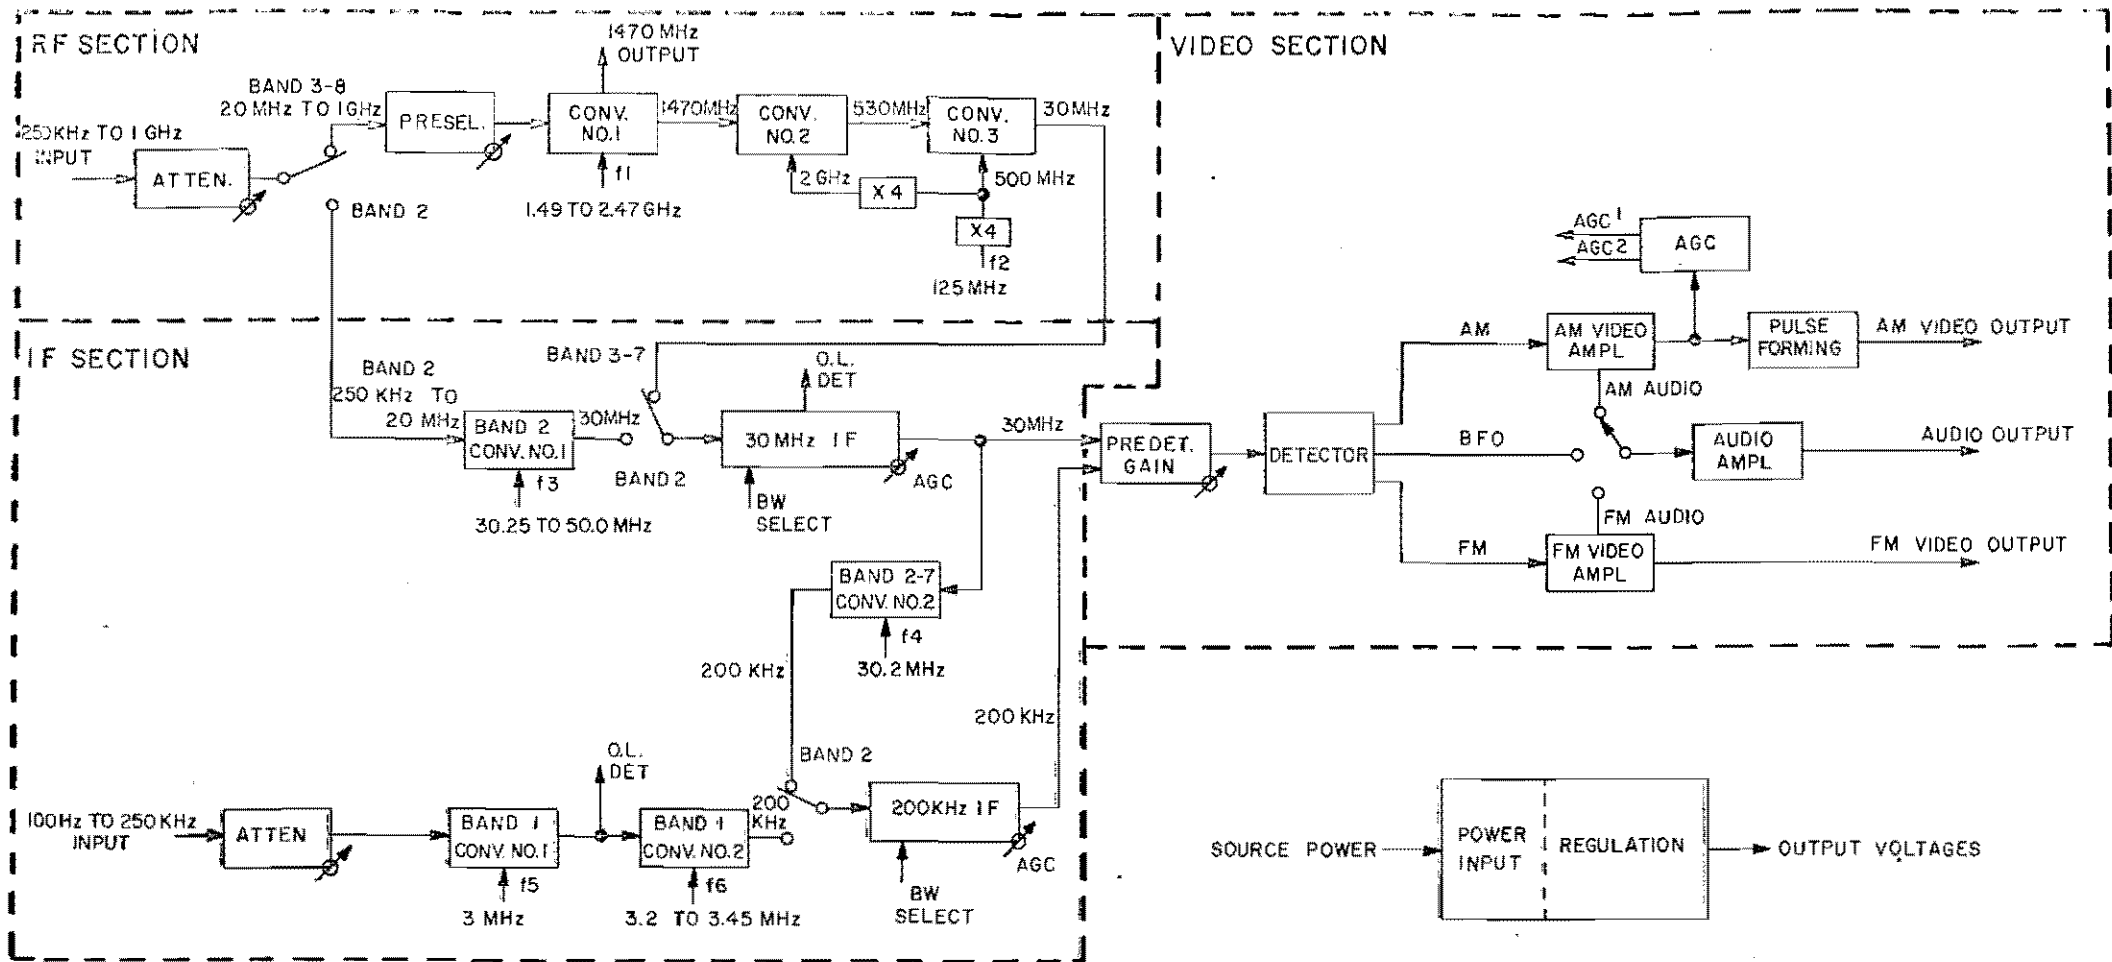 RF SECTION
1470 MHz
OUTPUT
VIDEO SECTION
BAND 3-8
20 MHz TO 1GHz
250 KHz TO 1 GHz
INPUT
ATTEN.
PRESEL.
CONV.
NO.1
1470MHz
CONV.
NO.2
530MHz
CONV.
NO.3
30MHz
f1
1.49 TO 2.47GHz
2 GHz
X 4
500 MHz
X4
f2
125 MHz
BAND 2
AGC 1
AGC 2
AGC
IF SECTION
BAND 3-7
O.L.
DET
BAND 2
250 KHz TO
20 MHz
BAND 2
CONV. NO.1
30MHz
BAND 2
f3
30.25 TO 50.0 MHz
30MHz IF
AGC
BW
SELECT
30MHz
PREDET.
GAIN
DETECTOR
AM
AM VIDEO
AMPL
PULSE
FORMING
AM VIDEO OUTPUT
AM AUDIO
BFO
AUDIO
AMPL
AUDIO OUTPUT
FM AUDIO
FM
FM VIDEO
AMPL
FM VIDEO OUTPUT
BAND 2-7
CONV. NO.2
f4
30.2 MHz
200 KHz
200 KHz
BAND 2
O.L.
DET
100Hz TO 250 KHz
INPUT
ATTEN
BAND 1
CONV. NO.1
f5
3 MHz
BAND 1
CONV. NO.2
f6
3.2 TO 3.45 MHz
200
KHz
200KHz IF
AGC
BW
SELECT
SOURCE POWER
POWER
INPUT
REGULATION
OUTPUT VOLTAGES